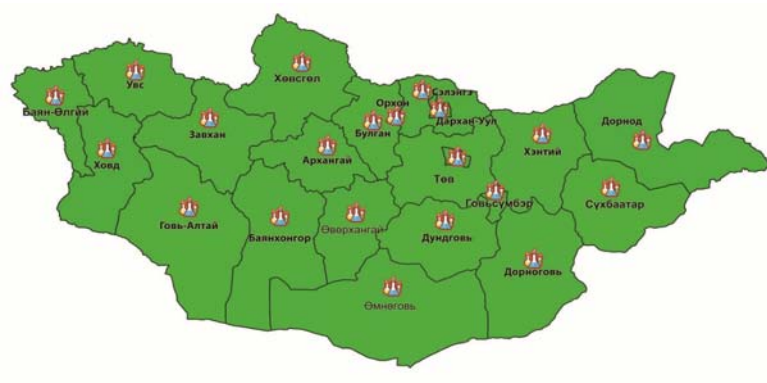 Хөвсгөл
Увс
Баян-Өлгий
Сэлэнгэ
Орхон
Дархан-Уул
Дорнод
Завхан
Булган
Хэнтий
Ховд
Архангай
Төв
Говьсүмбэр
Сүхбаатар
Говь-Алтай
Баянхонгор
Өвөрхангай
Дундговь
Дорноговь
Өмнөговь